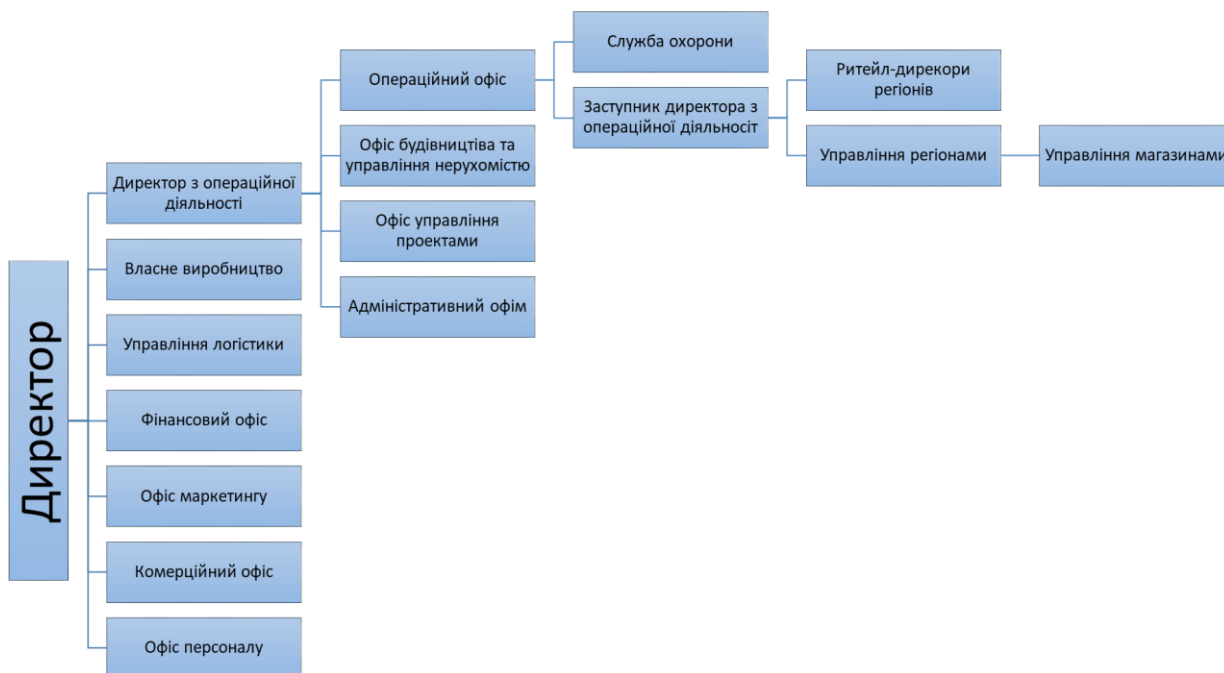 Директор
Директор з операційної
діяльності
Власне виробництво
Управління логістики
Фінансовий офіс
Офіс маркетингу
Комерційний офіс
Офіс персоналу
Операційний офіс
Офіс будівництіва та
управління нерухомістю
Офіс управління
проектами
Адміністративний офім
Служба охорони
Заступник директора з
операційної діяльносіт
Ритейл-дирекори
регіонів
Управління регіонами
Управління магазинами